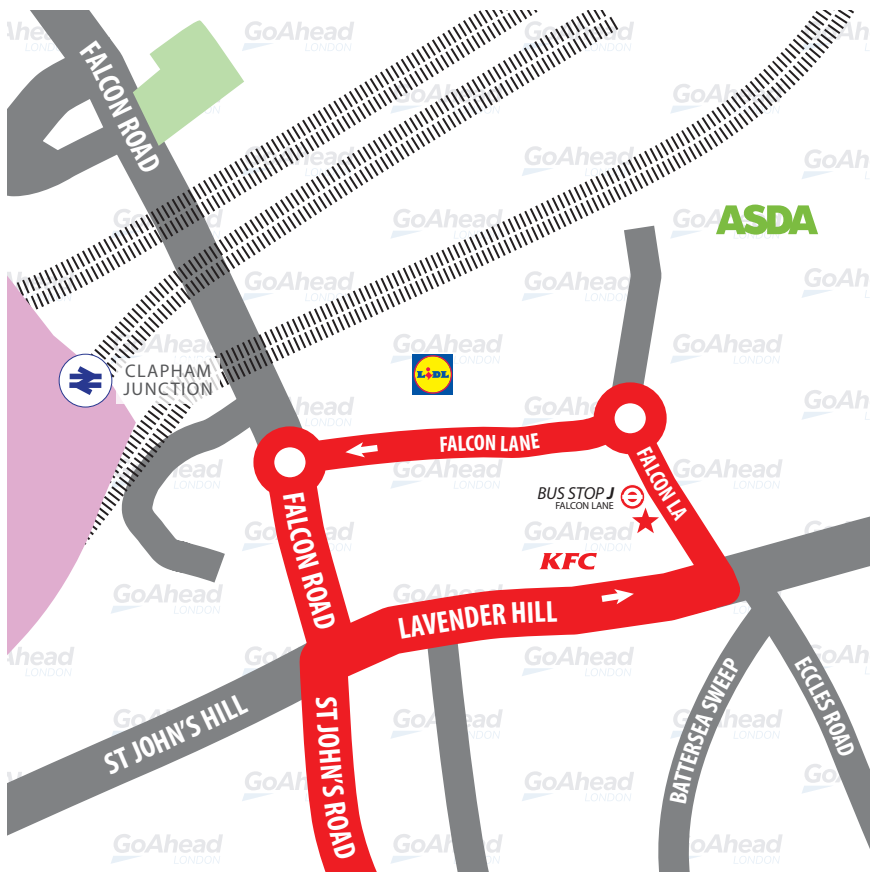 FALCON ROAD
ASDA
CLAPHAM
JUNCTION
LIDL
FALCON LANE
FALCON LA
BUS STOP J
FALCON LANE
KFC
FALCON ROAD
LAVENDER HILL
ST JOHN'S HILL
ST JOHN'S ROAD
BATTERSEA SWEEP
ECCLES ROAD
GoAhead
LONDON